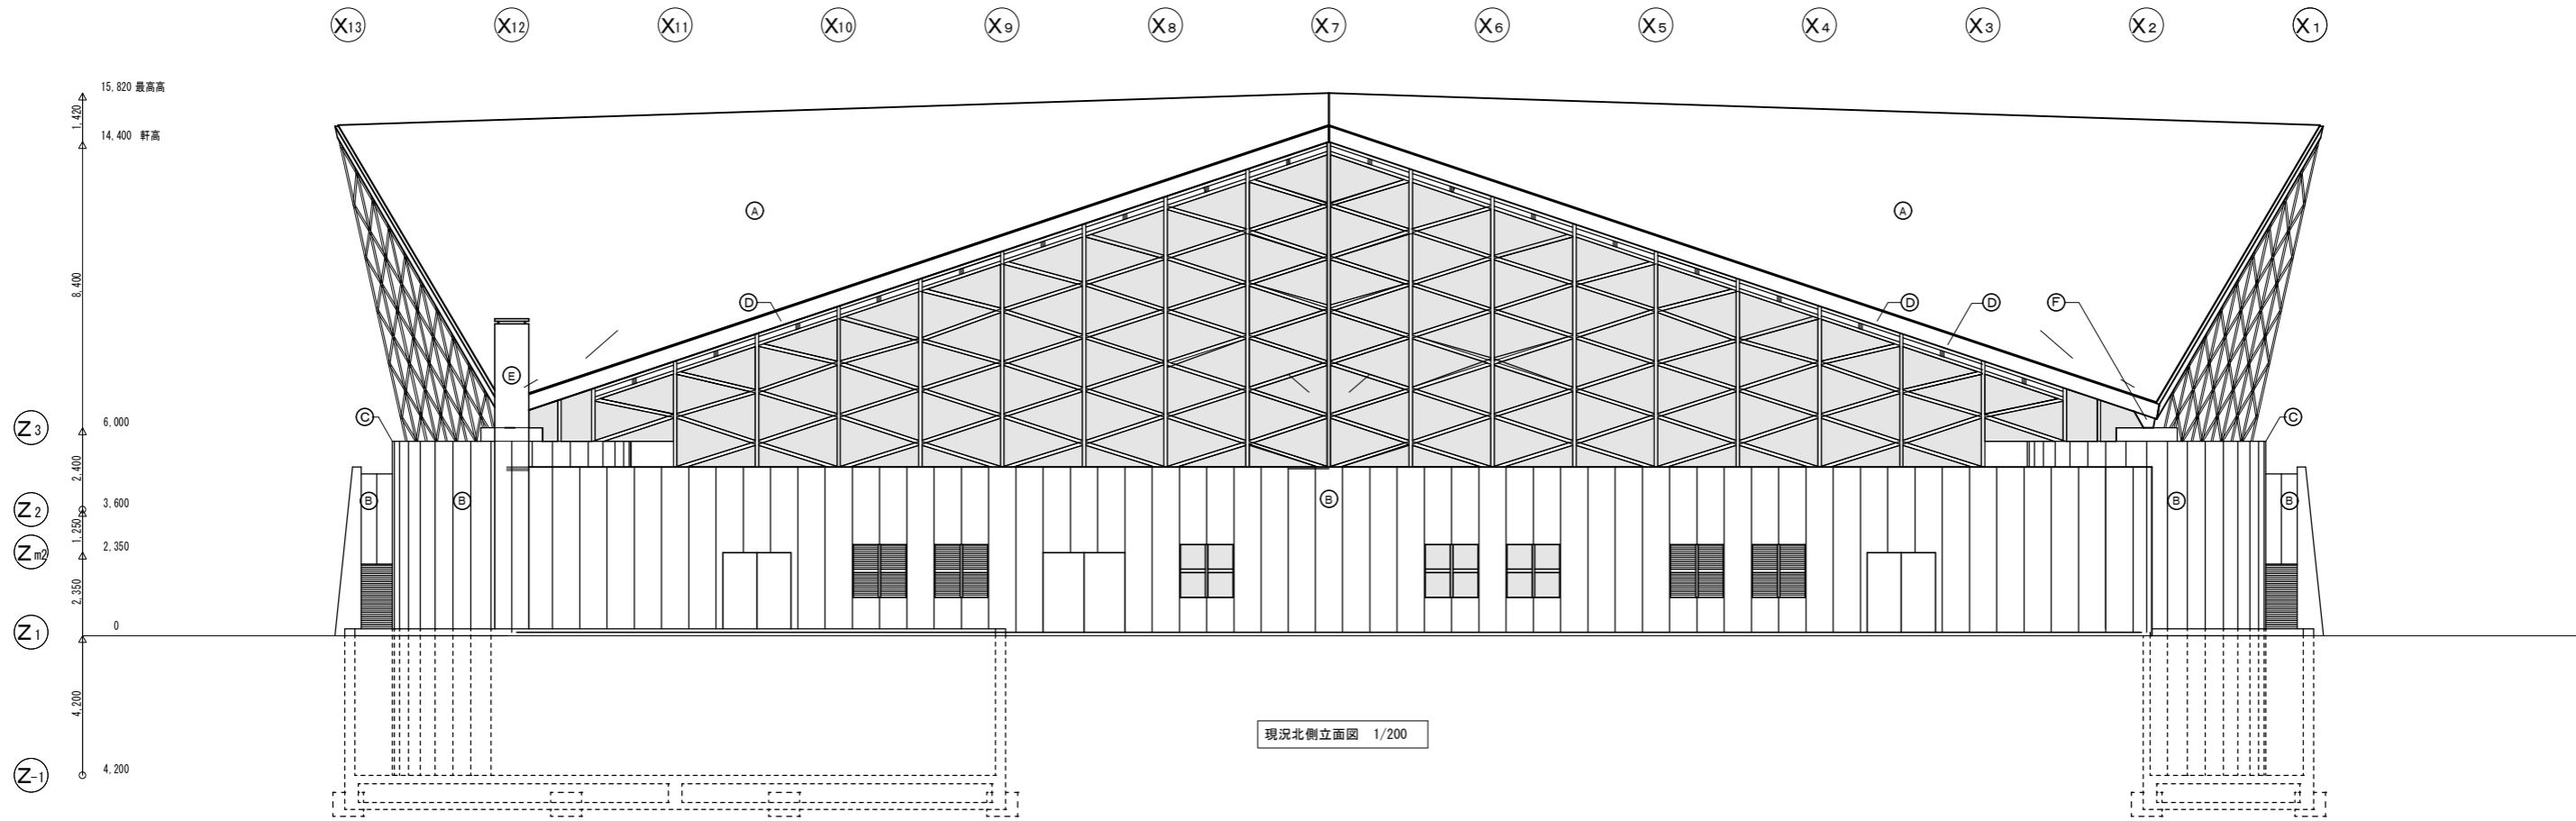 X13 X12 X11 X10 X9 X8 X7 X6 X5 X4 X3 X2 X1
15,820 最高高
1,420
14,400 軒高
A A
8,400
D D D F
E
C C
Z3 6,000
2,400
B B B B B
Z2 3,600
1,250
Zm2 2,350
2,350
Z1 0
4,200
現況北側立面図 1/200
Z-1 4,200